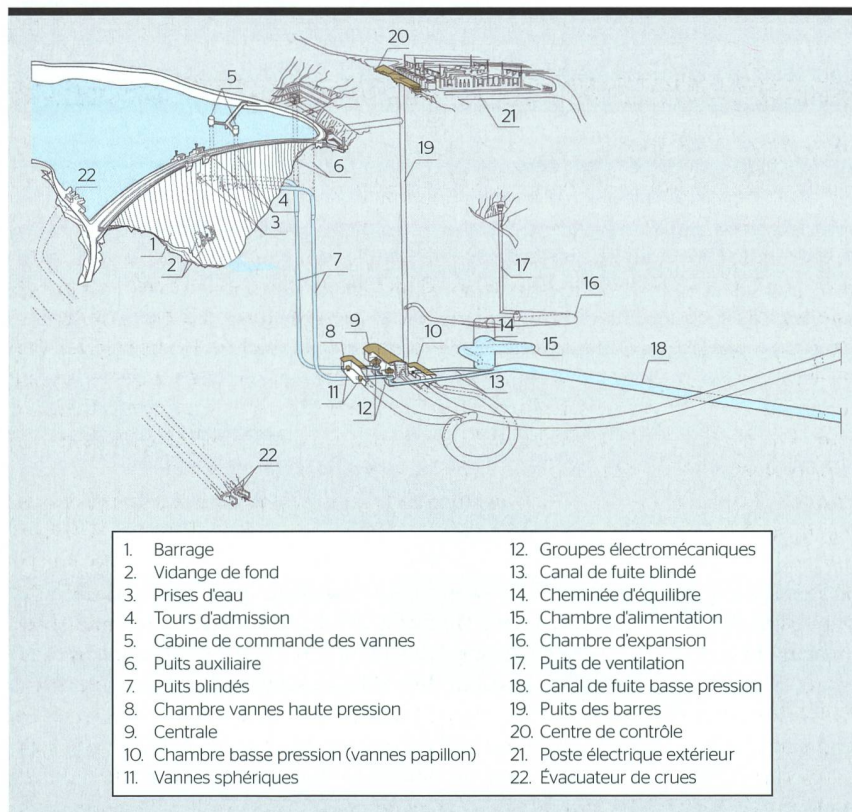 20
5
21
19
6
22
4
3
17
1
2
7
16
9
10
14
8
15
18
13
11
12
22
1. Barrage
2. Vidange de fond
3. Prises d'eau
4. Tours d'admission
5. Cabine de commande des vannes
6. Puits auxiliaire
7. Puits blindés
8. Chambre vannes haute pression
9. Centrale
10. Chambre basse pression (vannes papillon)
11. Vannes sphériques
12. Groupes électromécaniques
13. Canal de fuite blindé
14. Cheminée d'équilibre
15. Chambre d'alimentation
16. Chambre d'expansion
17. Puits de ventilation
18. Canal de fuite basse pression
19. Puits des barres
20. Centre de contrôle
21. Poste électrique extérieur
22. Évacuateur de crues